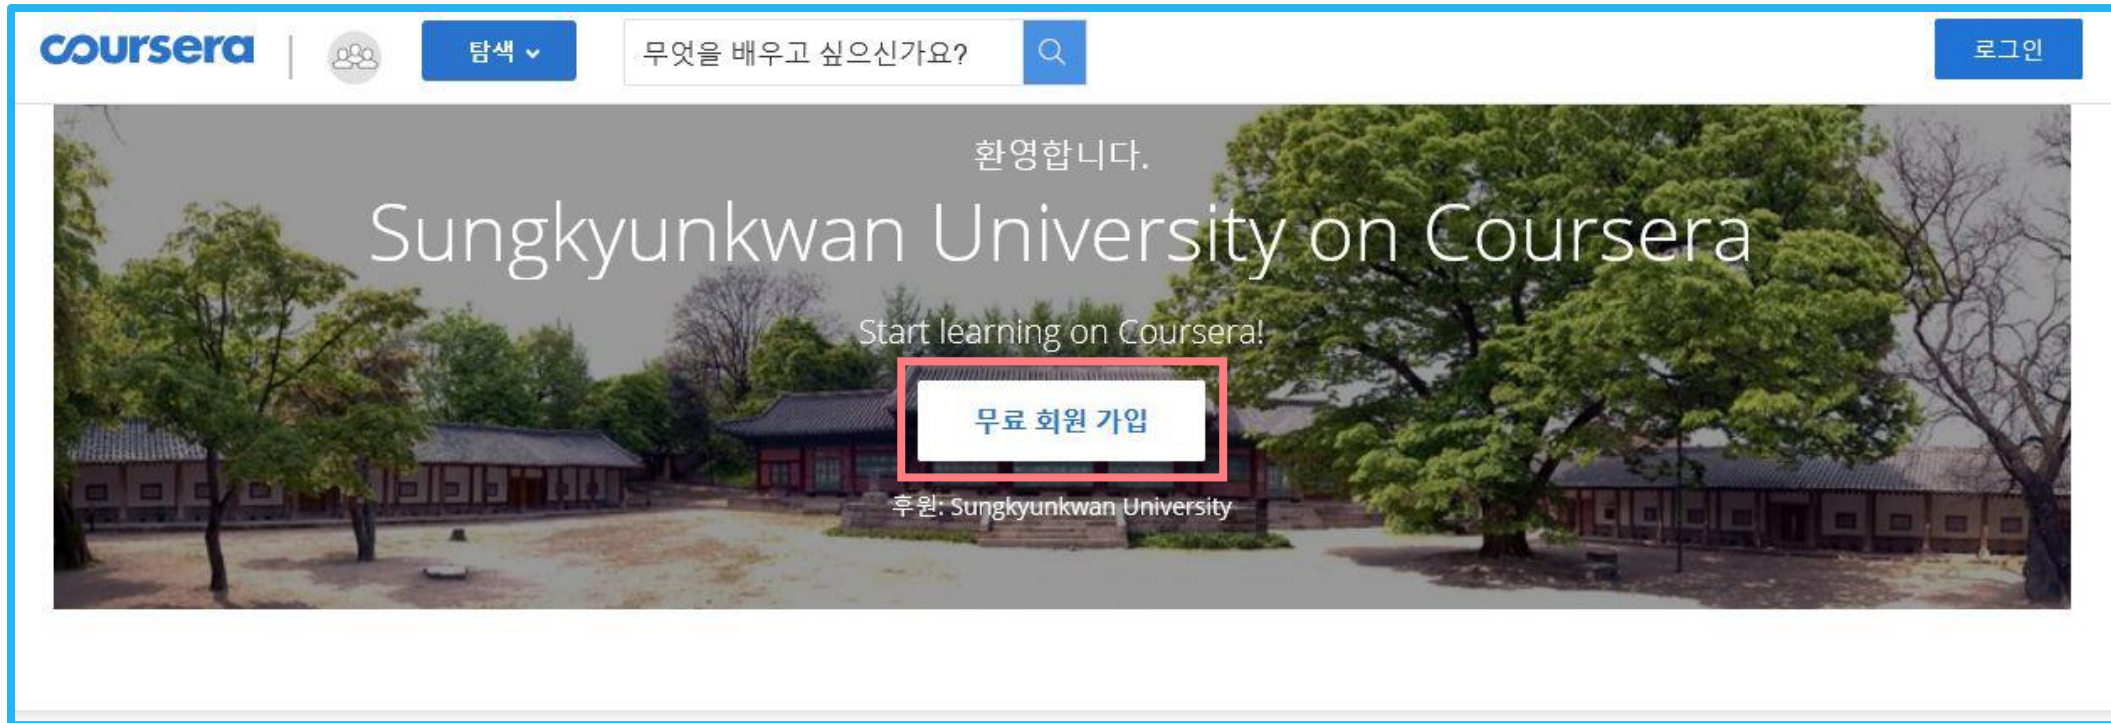 coursera
탐색
무엇을 배우고 싶으신가요?
로그인
환영합니다.
Sungkyunkwan University on Coursera
Start learning on Coursera!
무료 회원 가입
후원: Sungkyunkwan University